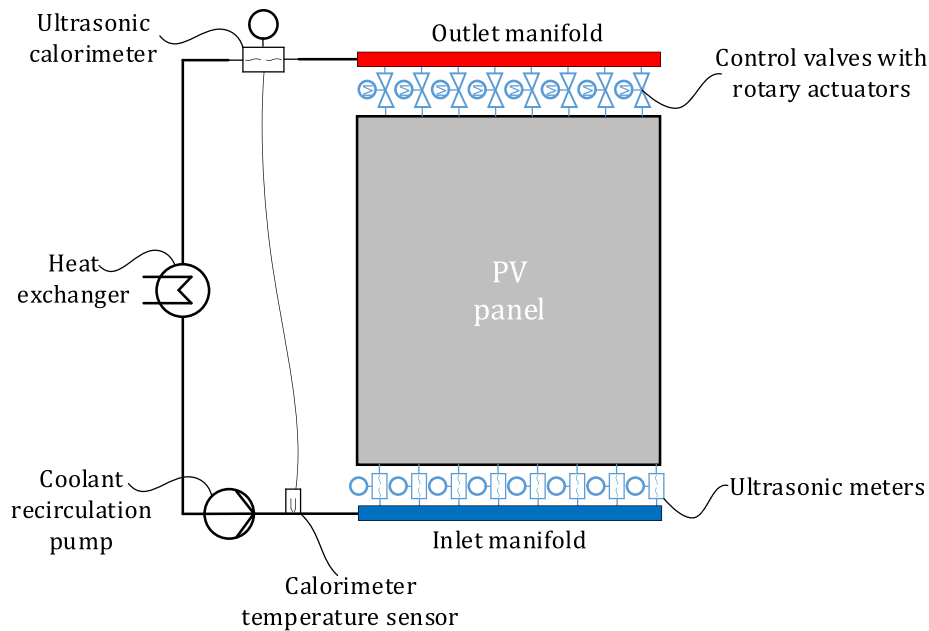 Ultrasonic
calorimeter
Outlet manifold
Control valves with
rotary actuators
Heat
exchanger
PV
panel
Coolant
recirculation
pump
Ultrasonic meters
Inlet manifold
Calorimeter
temperature sensor